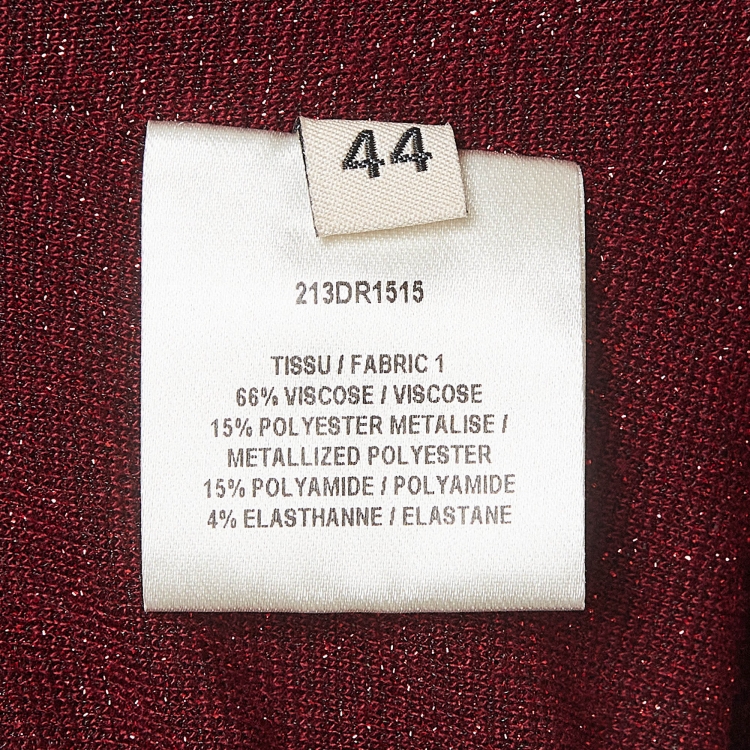 44
213DR1515
TISSU / FABRIC 1
66% VISCOSE / VISCOSE
15% POLYESTER METALISE /
METALLIZED POLYESTER
15% POLYAMIDE / POLYAMIDE
4% ELASTHANNE / ELASTANE